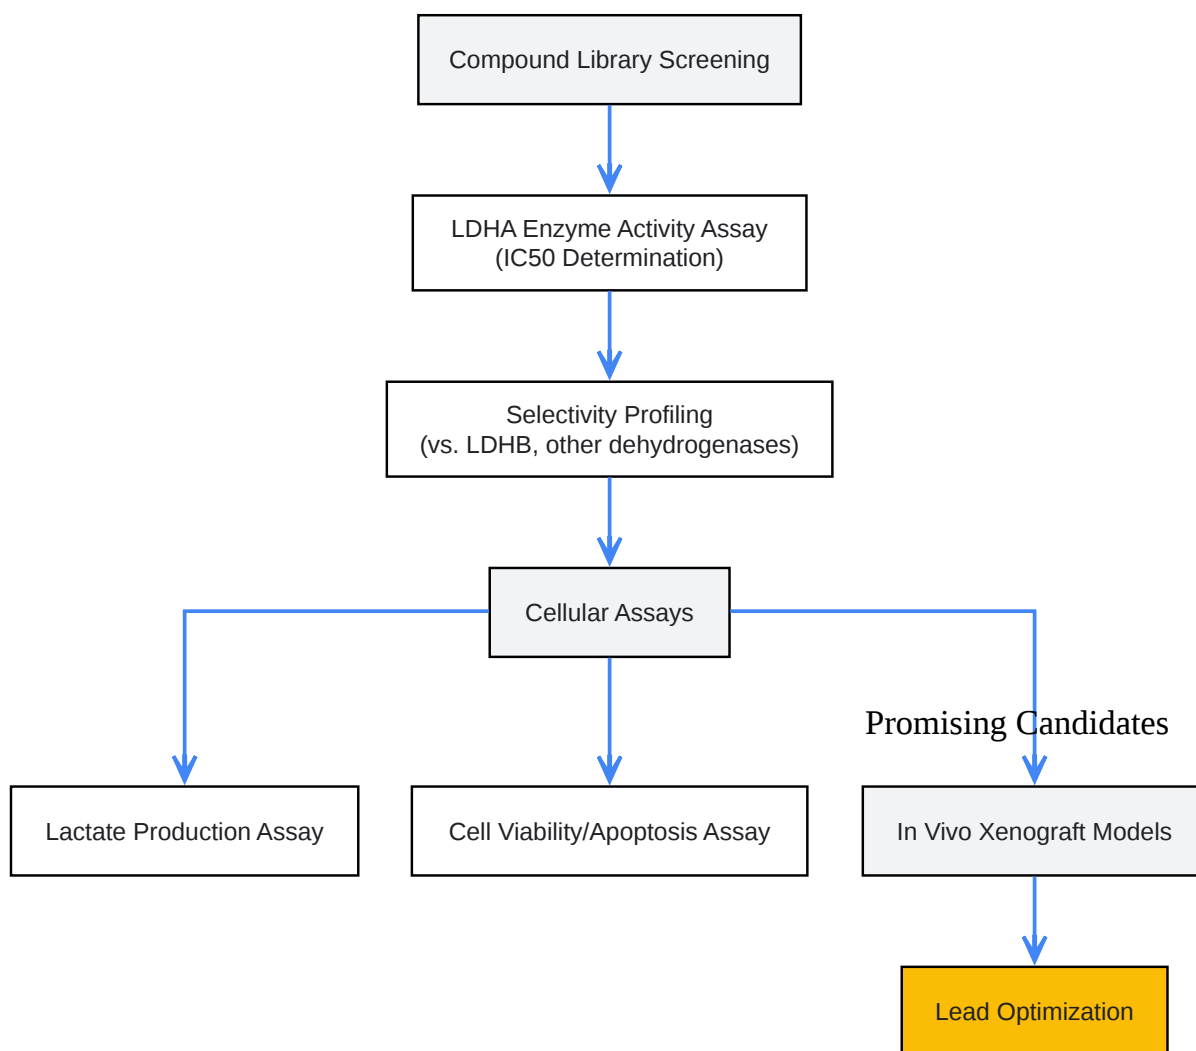 Compound Library Screening
LDHA Enzyme Activity Assay
(IC50 Determination)
Selectivity Profiling
(vs. LDHB, other dehydrogenases)
Cellular Assays
Promising Candidates
Lactate Production Assay
Cell Viability/Apoptosis Assay
In Vivo Xenograft Models
Lead Optimization